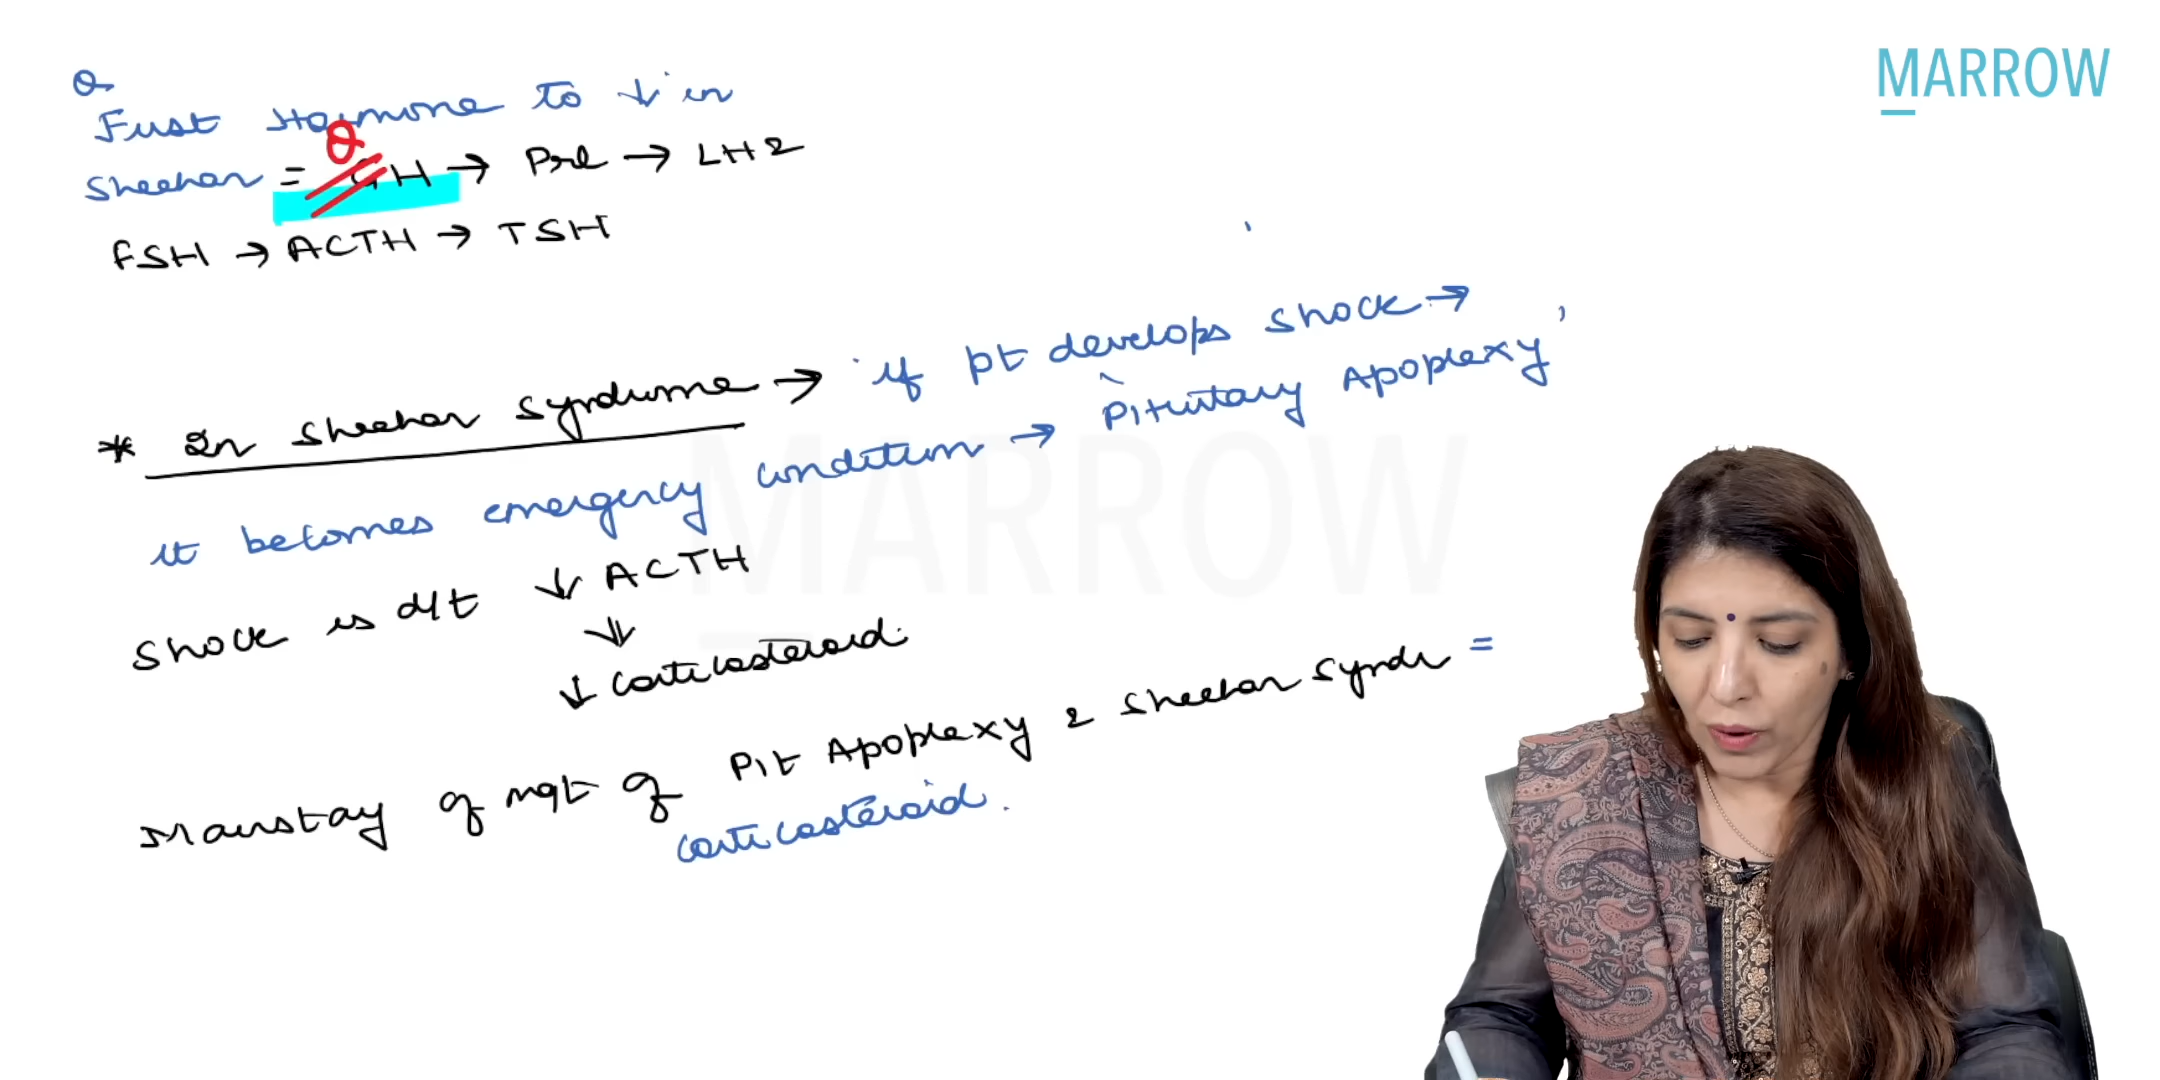 MARROW
Q
First Hormone to ↓ in
Sheehan = GH → Prl → LH &
FSH → ACTH → TSH
* In Sheehan Syndrome → if pt develops shock →
it becomes emergency condition → Pituitary Apoplexy
Shock is d/t ↓ ACTH
⇓
↓ Corticosteroid.
Mainstay of mgt of Pit Apoplexy & Sheehan Syndr =
Corticosteroid.
MARROW